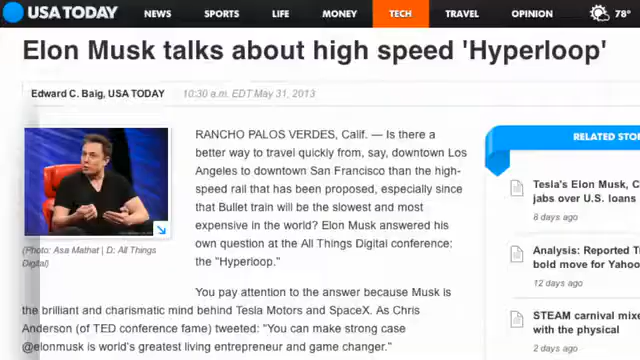 USA TODAY NEWS SPORTS LIFE MONEY TECH TRAVEL OPINION 78°
Elon Musk talks about high speed 'Hyperloop'
Edward C. Baig, USA TODAY 10:30 a.m. EDT May 31, 2013
(Photo: Asa Mathat | D: All Things
Digital)
RANCHO PALOS VERDES, Calif. — Is there a
better way to travel quickly from, say, downtown Los
Angeles to downtown San Francisco than the high-
speed rail that has been proposed, especially since
that Bullet train will be the slowest and most
expensive in the world? Elon Musk answered his
own question at the All Things Digital conference:
the "Hyperloop."
You pay attention to the answer because Musk is
the brilliant and charismatic mind behind Tesla Motors and SpaceX. As Chris
Anderson (of TED conference fame) tweeted: "You can make strong case
@elonmusk is world's greatest living entrepreneur and game changer."
RELATED STO
Tesla's Elon Musk, C
jabs over U.S. loans
8 days ago
Analysis: Reported T
bold move for Yahoo
12 days ago
STEAM carnival mixe
with the physical
2 days ago